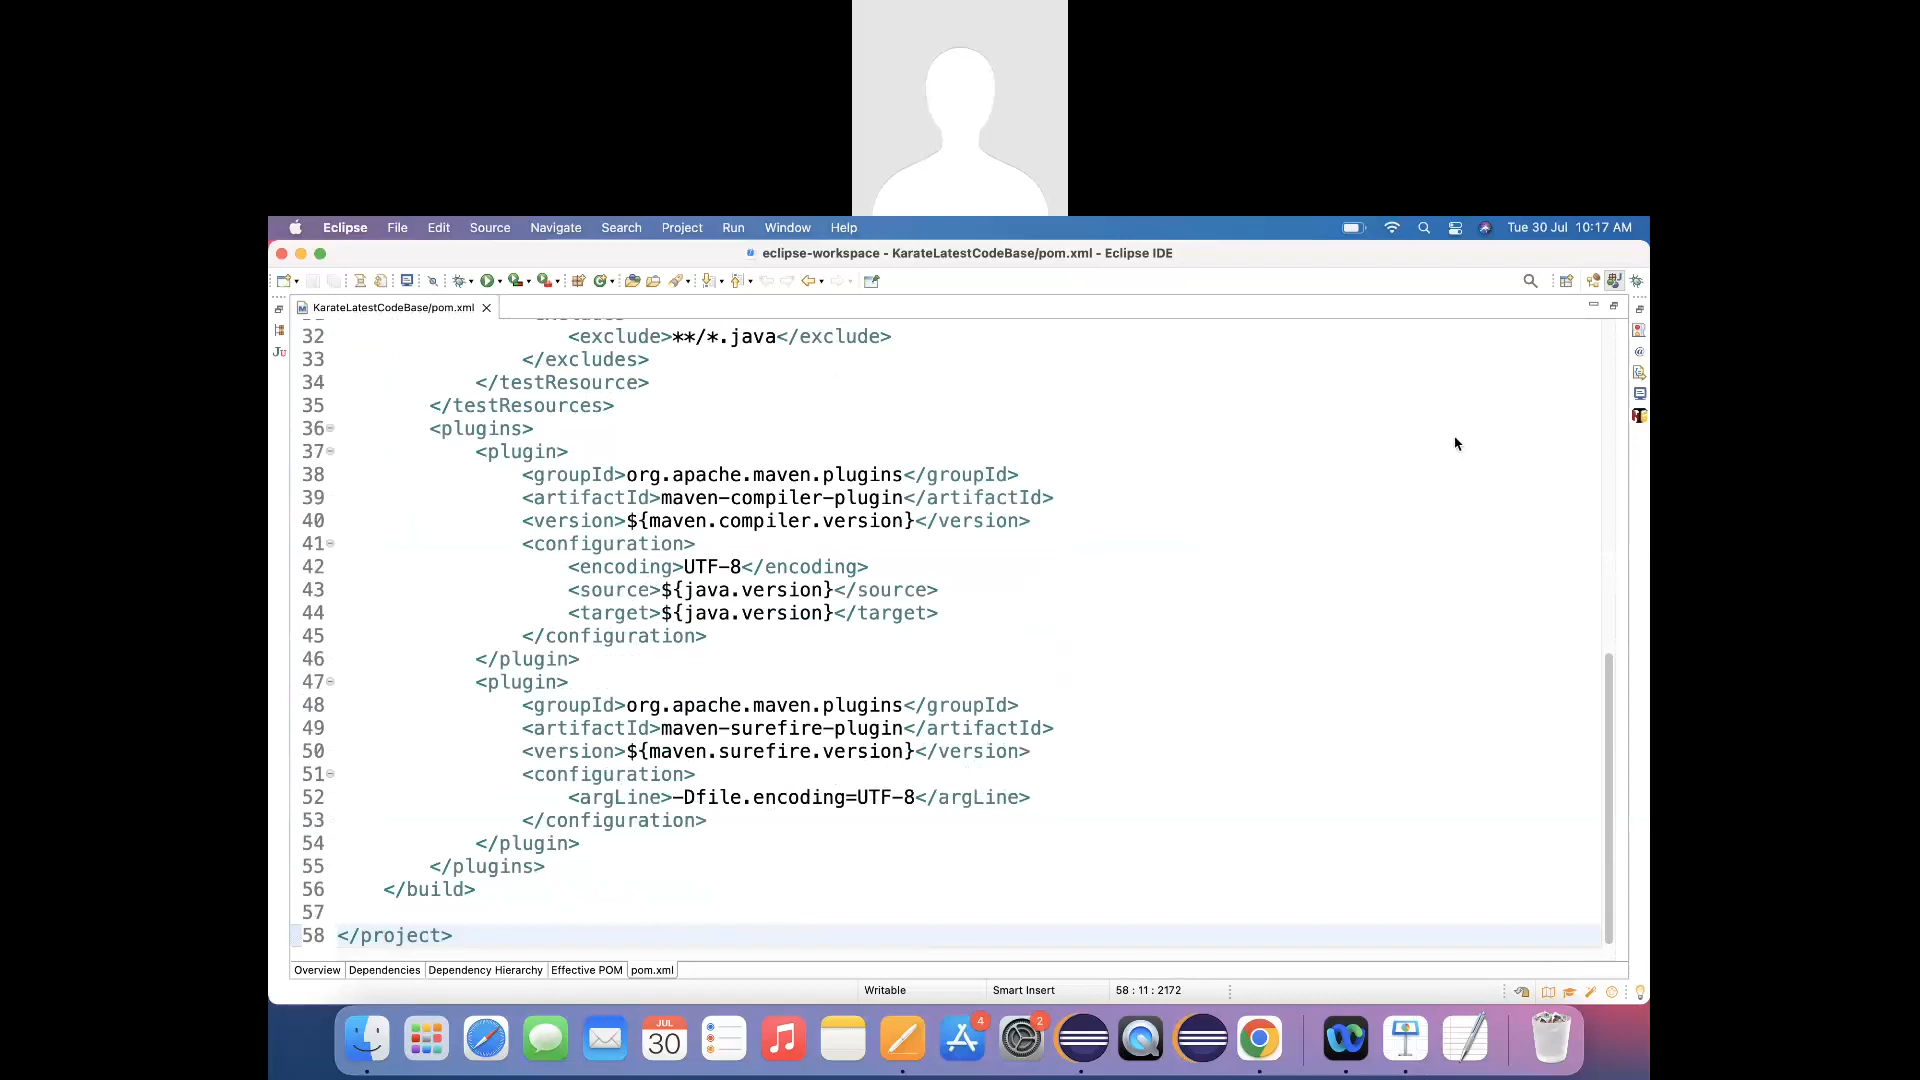 Eclipse File Edit Source Navigate Search Project Run Window Help Tue 30 Jul 10:17 AM
eclipse-workspace - KarateLatestCodeBase/pom.xml - Eclipse IDE
KarateLatestCodeBase/pom.xml
32 <exclude>**/*.java</exclude>
33 </excludes>
34 </testResource>
35 </testResources>
36 <plugins>
37 <plugin>
38 <groupId>org.apache.maven.plugins</groupId>
39 <artifactId>maven-compiler-plugin</artifactId>
40 <version>${maven.compiler.version}</version>
41 <configuration>
42 <encoding>UTF-8</encoding>
43 <source>${java.version}</source>
44 <target>${java.version}</target>
45 </configuration>
46 </plugin>
47 <plugin>
48 <groupId>org.apache.maven.plugins</groupId>
49 <artifactId>maven-surefire-plugin</artifactId>
50 <version>${maven.surefire.version}</version>
51 <configuration>
52 <argLine>-Dfile.encoding=UTF-8</argLine>
53 </configuration>
54 </plugin>
55 </plugins>
56 </build>
57
58 </project>
Overview Dependencies Dependency Hierarchy Effective POM pom.xml
Writable Smart Insert 58 : 11 : 2172
JUL
30
4
2